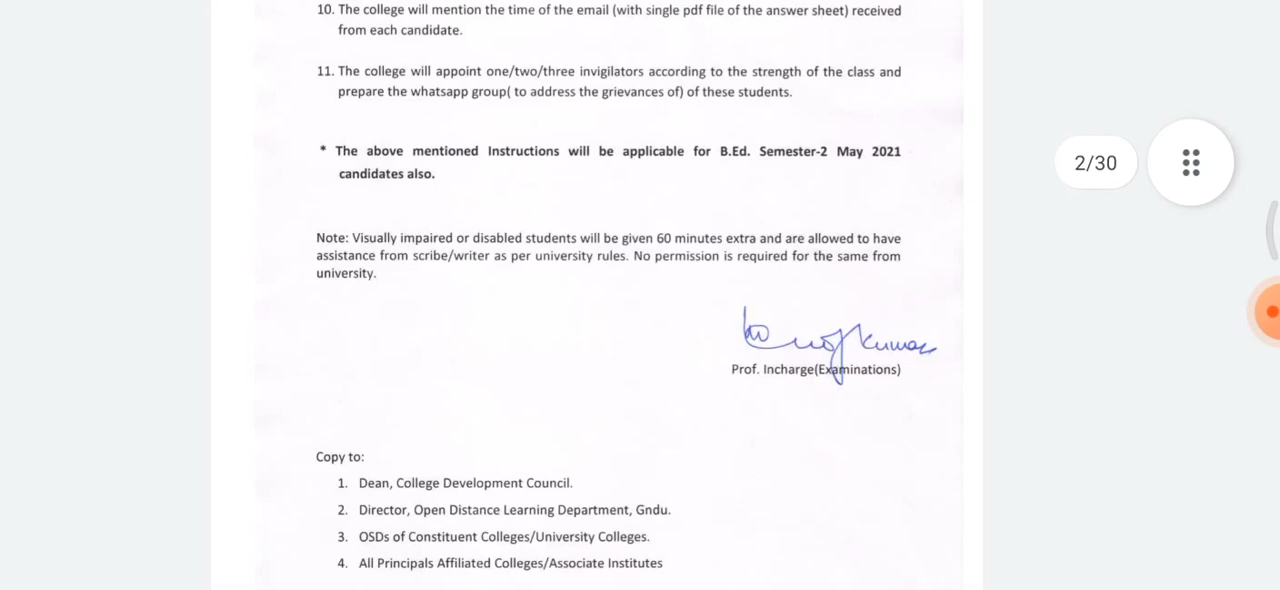 10. The college will mention the time of the email (with single pdf file of the answer sheet) received
from each candidate.
11. The college will appoint one/two/three invigilators according to the strength of the class and
prepare the whatsapp group( to address the grievances of) of these students.
* The above mentioned Instructions will be applicable for B.Ed. Semester-2 May 2021
candidates also.
2/30
Note: Visually impaired or disabled students will be given 60 minutes extra and are allowed to have
assistance from scribe/writer as per university rules. No permission is required for the same from
university.
Kumar
Prof. Incharge(Examinations)
Copy to:
1. Dean, College Development Council.
2. Director, Open Distance Learning Department, Gndu.
3. OSDs of Constituent Colleges/University Colleges.
4. All Principals Affiliated Colleges/Associate Institutes